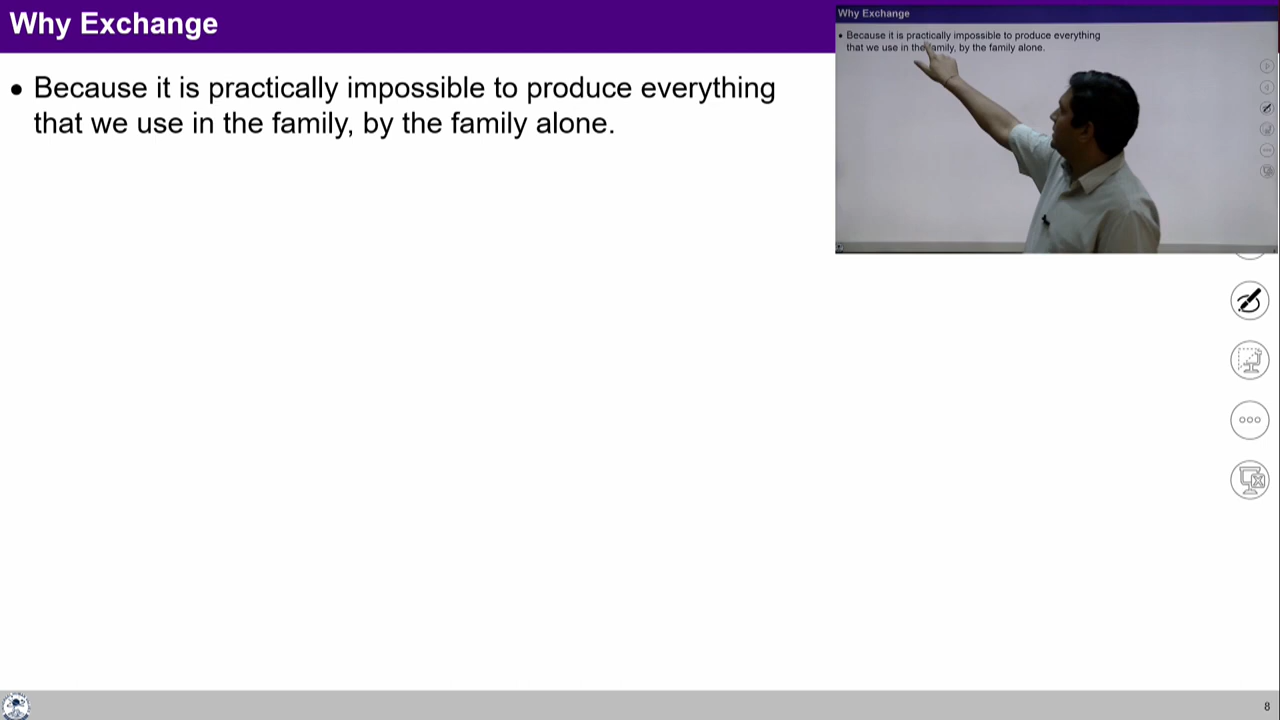 Why Exchange
• Because it is practically impossible to produce everything
that we use in the family, by the family alone.
Why Exchange
• Because it is practically impossible to produce everything
that we use in the family, by the family alone.
8